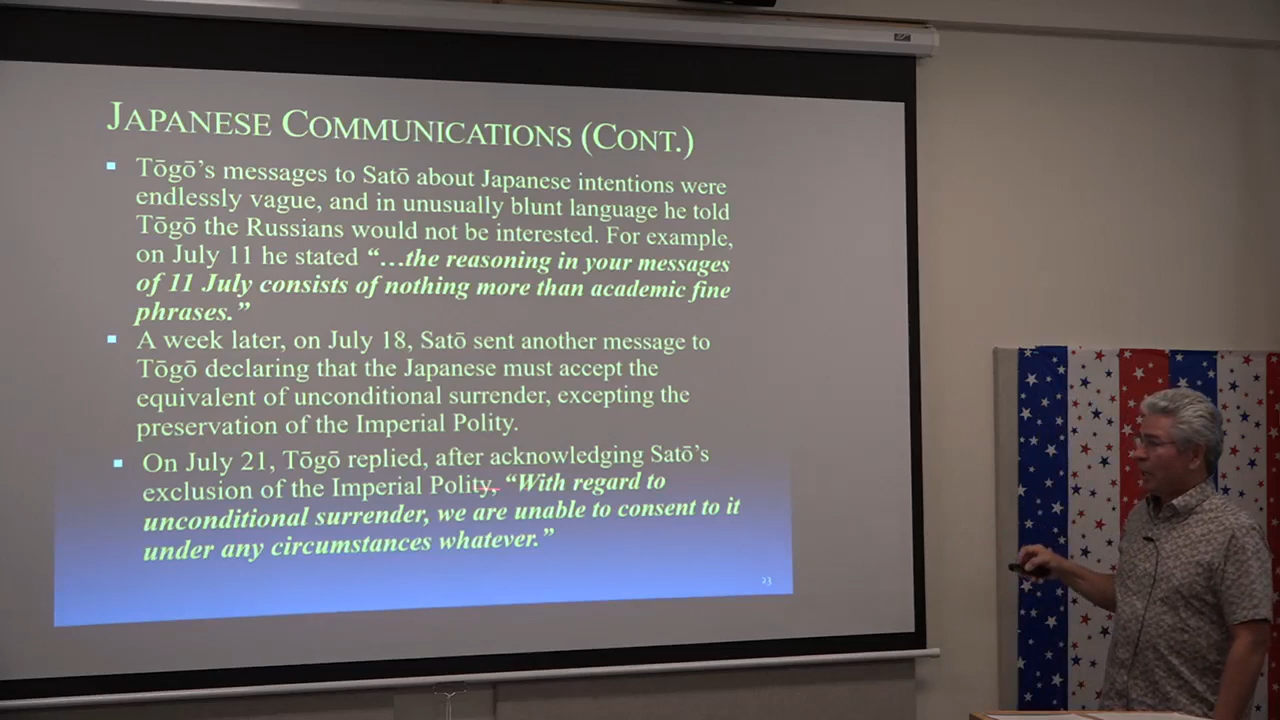 JAPANESE COMMUNICATIONS (CONT.)
▪ Tōgō’s messages to Satō about Japanese intentions were
endlessly vague, and in unusually blunt language he told
Tōgō the Russians would not be interested. For example,
on July 11 he stated “…the reasoning in your messages
of 11 July consists of nothing more than academic fine
phrases.”
▪ A week later, on July 18, Satō sent another message to
Tōgō declaring that the Japanese must accept the
equivalent of unconditional surrender, excepting the
preservation of the Imperial Polity.
▪ On July 21, Tōgō replied, after acknowledging Satō’s
exclusion of the Imperial Polity, “With regard to
unconditional surrender, we are unable to consent to it
under any circumstances whatever.”
23